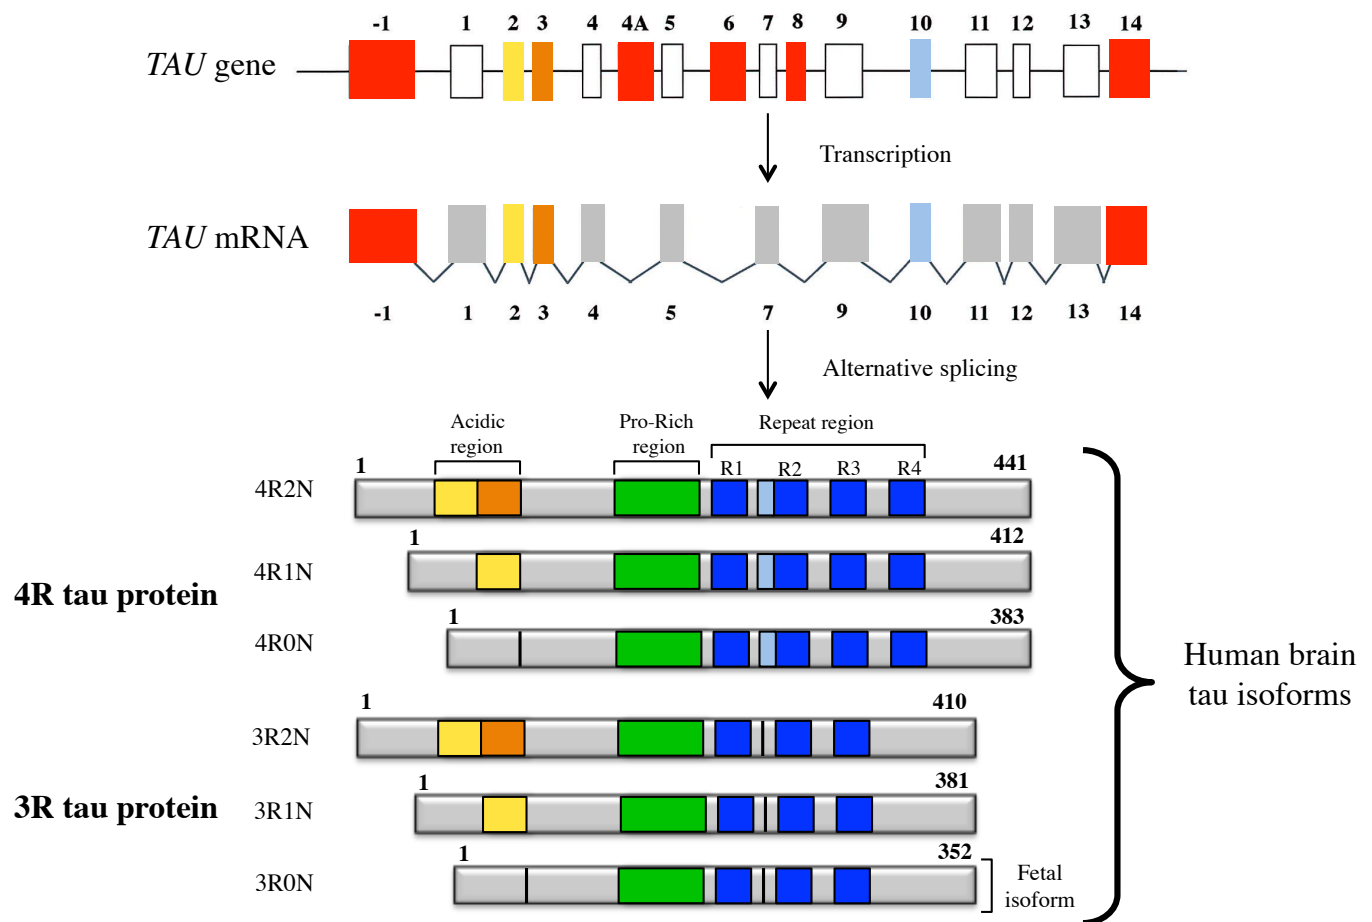 -1 1 2 3 4 4A 5 6 7 8 9 10 11 12 13 14
TAU gene
Transcription
TAU mRNA
-1 1 2 3 4 5 7 9 10 11 12 13 14
Alternative splicing
Acidic
region
Pro-Rich
region
Repeat region
R1 R2 R3 R4
1 441
4R2N
1 412
4R1N
4R tau protein
1 383
4R0N
Human brain
tau isoforms
1 410
3R2N
1 381
3R1N
3R tau protein
1 352
3R0N
Fetal
isoform